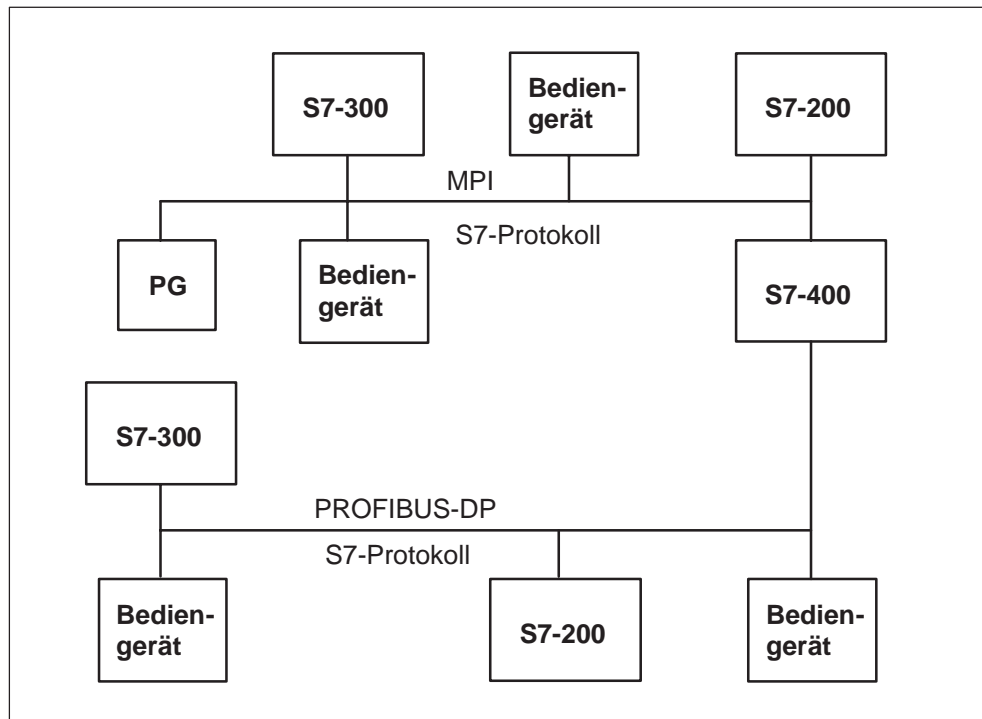 S7-300
Bedien-
gerät
S7-200
MPI
S7-Protokoll
PG
Bedien-
gerät
S7-400
S7-300
PROFIBUS-DP
S7-Protokoll
Bedien-
gerät
S7-200
Bedien-
gerät